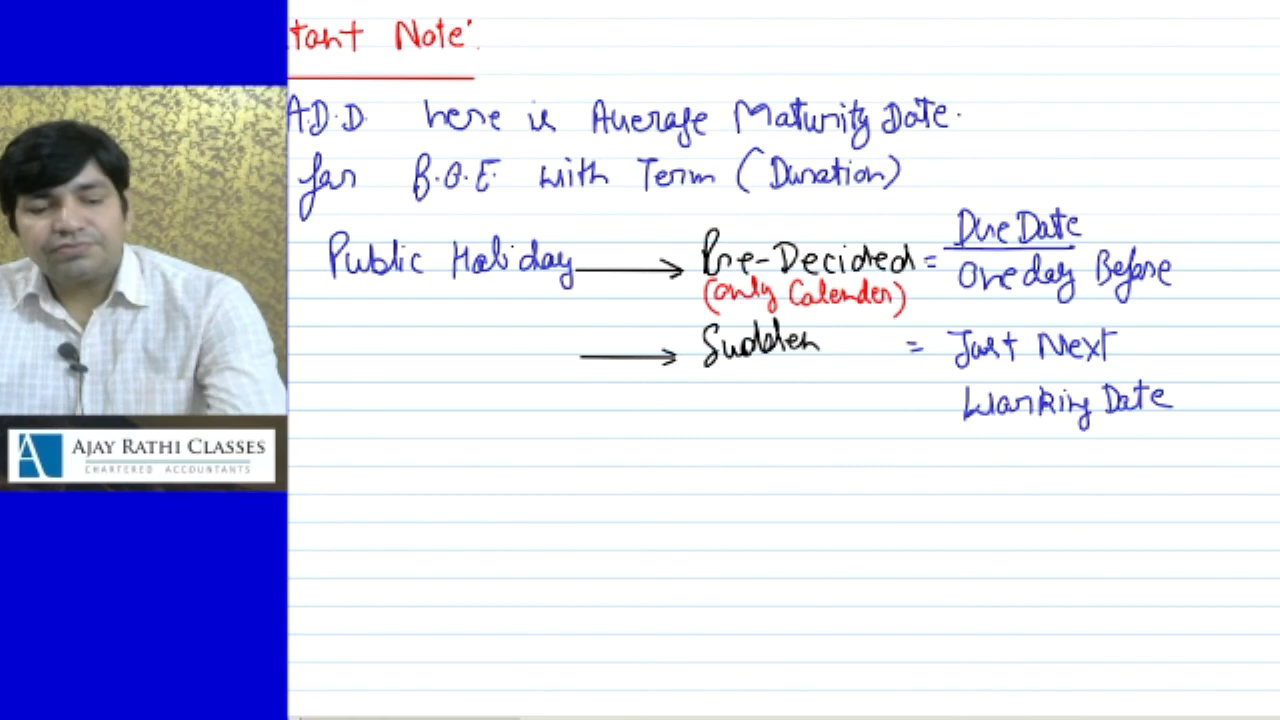 tant Note:
A.D.D. here is Average Maturity Date.
for B.O.E. with Term (Duration)
Public Holiday → Pre-Decided = Due Date
One day Before
(Only Calender)
→ Sudden = Just Next
Working Date
AJAY RATHI CLASSES
CHARTERED ACCOUNTANTS